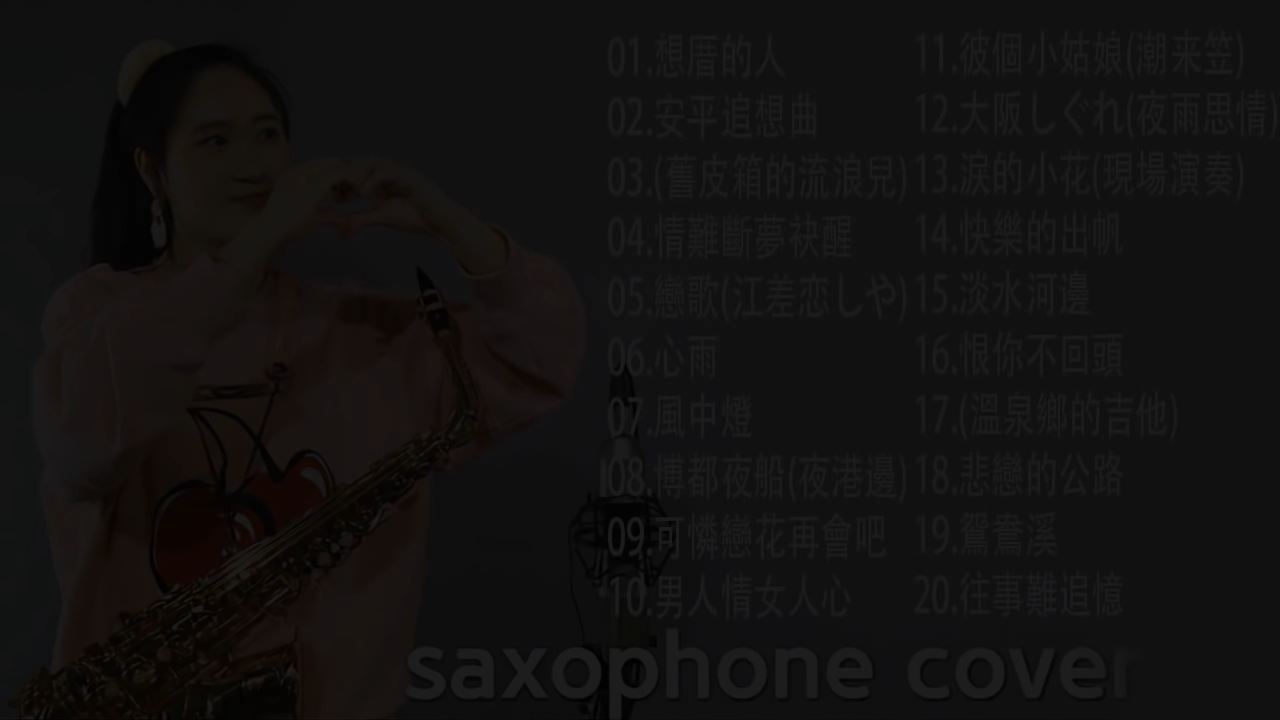 01.想厝的人
02.安平追想曲
03.(舊皮箱的流浪兒)
04.情難斷夢袂醒
05.戀歌(江差恋しや)
06.心雨
07.風中燈
08.博都夜船(夜港邊)
09.可憐戀花再會吧
10.男人情女人心
11.彼個小姑娘(潮来笠)
12.大阪しぐれ(夜雨思情)
13.淚的小花(現場演奏)
14.快樂的出帆
15.淡水河邊
16.恨你不回頭
17.(溫泉鄉的吉他)
18.悲戀的公路
19.鴛鴦溪
20.往事難追憶
saxophone cover